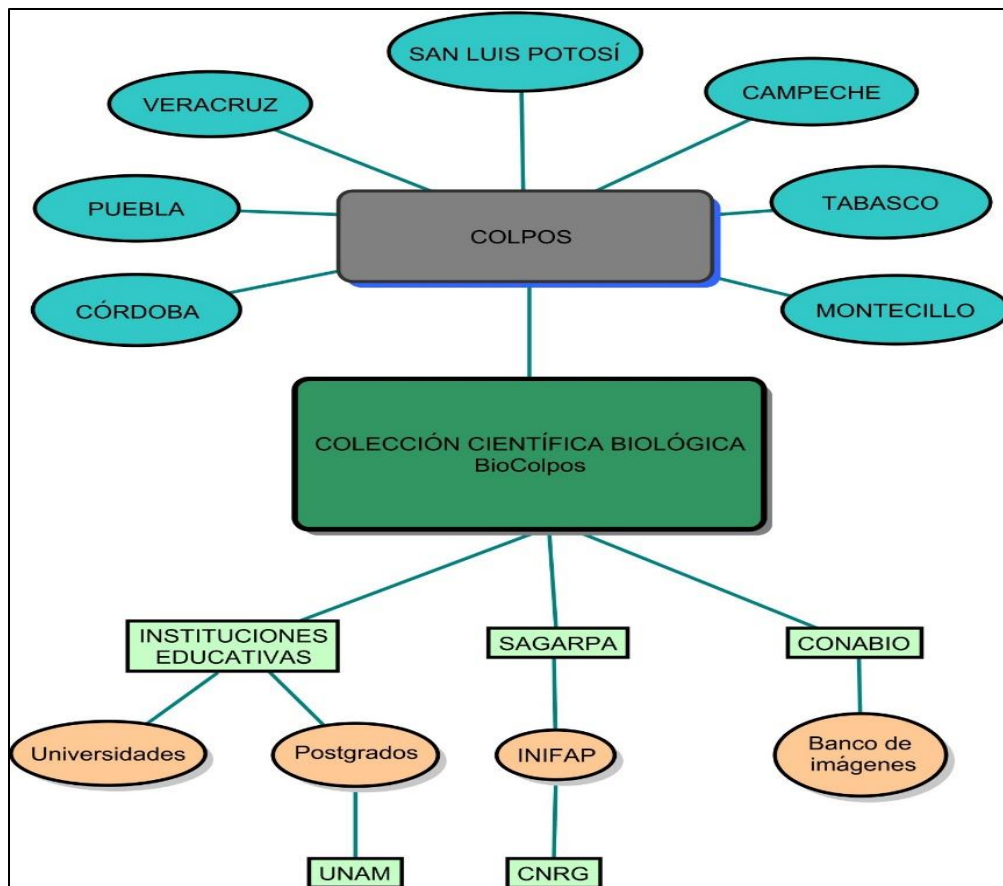 SAN LUIS POTOSÍ
VERACRUZ
CAMPECHE
PUEBLA
COLPOS
TABASCO
CÓRDOBA
MONTECILLO
COLECCIÓN CIENTÍFICA BIOLÓGICA
BioColpos
INSTITUCIONES
EDUCATIVAS
SAGARPA
CONABIO
Universidades
Postgrados
INIFAP
Banco de
imágenes
UNAM
CNRG